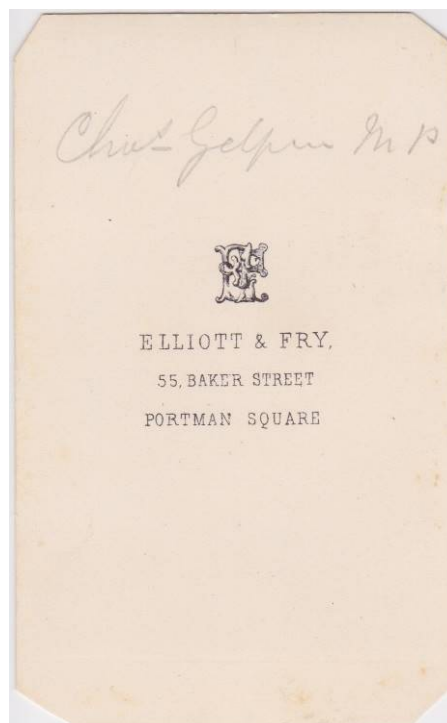 Chas Gilpin M P
ELLIOTT & FRY,
55, BAKER STREET
PORTMAN SQUARE